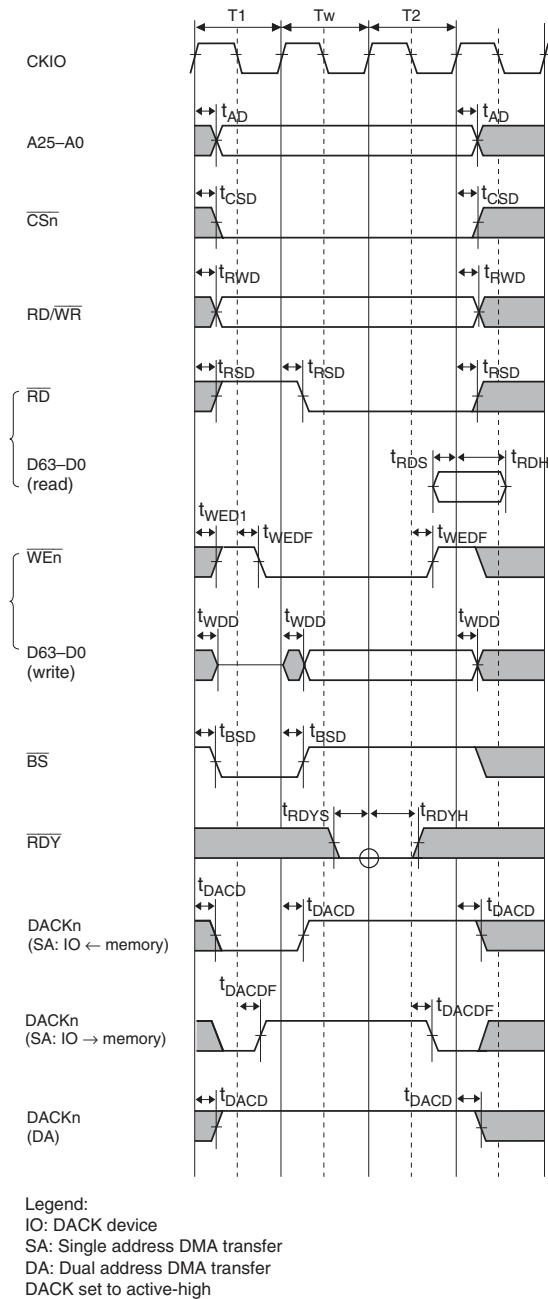 T1 Tw T2
CKIO
tAD tAD
A25–A0
tCSD tCSD
CSn
tRWD tRWD
RD/WR
tRSD tRSD tRSD
RD
D63–D0
(read)
tRDS tRDH
tWED1
tWEDF tWEDF
WEn
tWDD tWDD tWDD
D63–D0
(write)
tBSD tBSD
BS
tRDYS tRDYH
RDY
tDACD tDACD tDACD
DACKn
(SA: IO ← memory)
tDACDF tDACDF
DACKn
(SA: IO → memory)
tDACD tDACD
DACKn
(DA)
Legend:
IO: DACK device
SA: Single address DMA transfer
DA: Dual address DMA transfer
DACK set to active-high